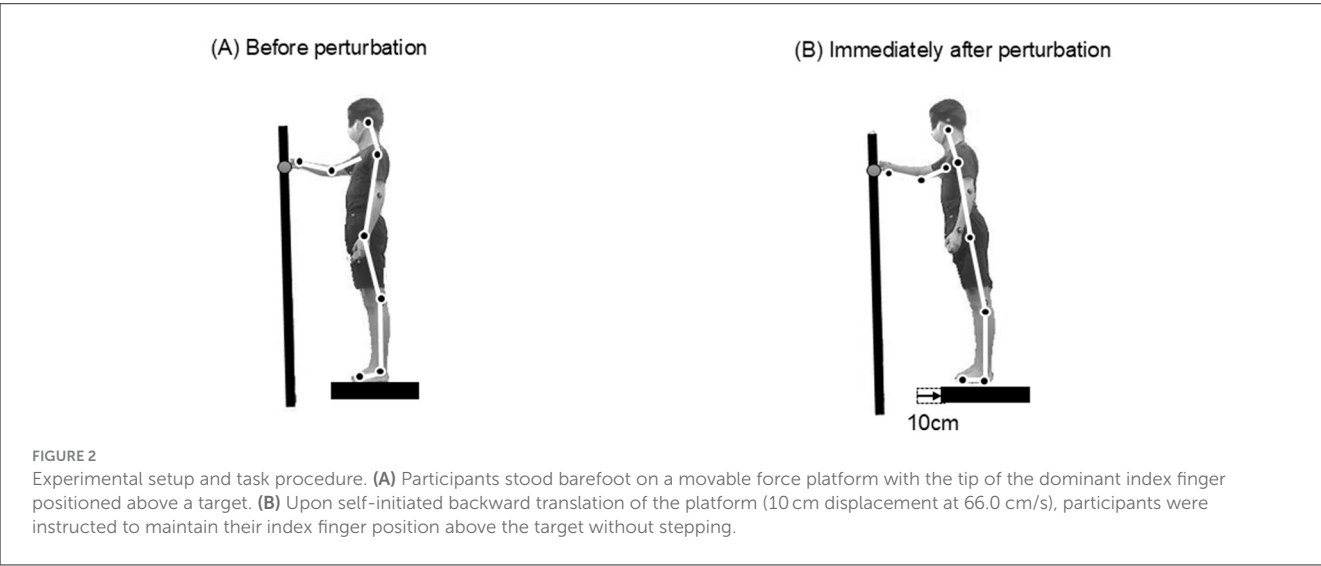 (A) Before perturbation
(B) Immediately after perturbation
10cm
FIGURE 2
Experimental setup and task procedure. (A) Participants stood barefoot on a movable force platform with the tip of the dominant index finger
positioned above a target. (B) Upon self-initiated backward translation of the platform (10 cm displacement at 66.0 cm/s), participants were
instructed to maintain their index finger position above the target without stepping.